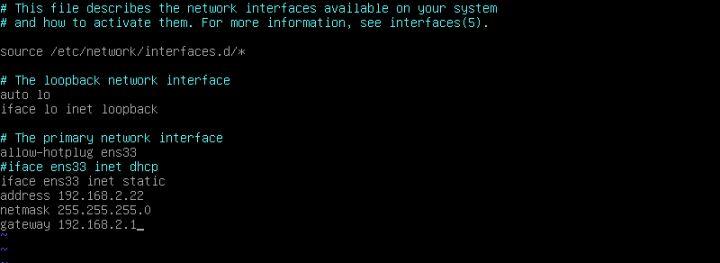 # This file describes the network interfaces available on your system
# and how to activate them. For more information, see interfaces(5).
source /etc/network/interfaces.d/*
# The loopback network interface
auto lo
iface lo inet loopback
# The primary network interface
allow-hotplug ens33
#iface ens33 inet dhcp
iface ens33 inet static
address 192.168.2.22
netmask 255.255.255.0
gateway 192.168.2.1
~
~
~